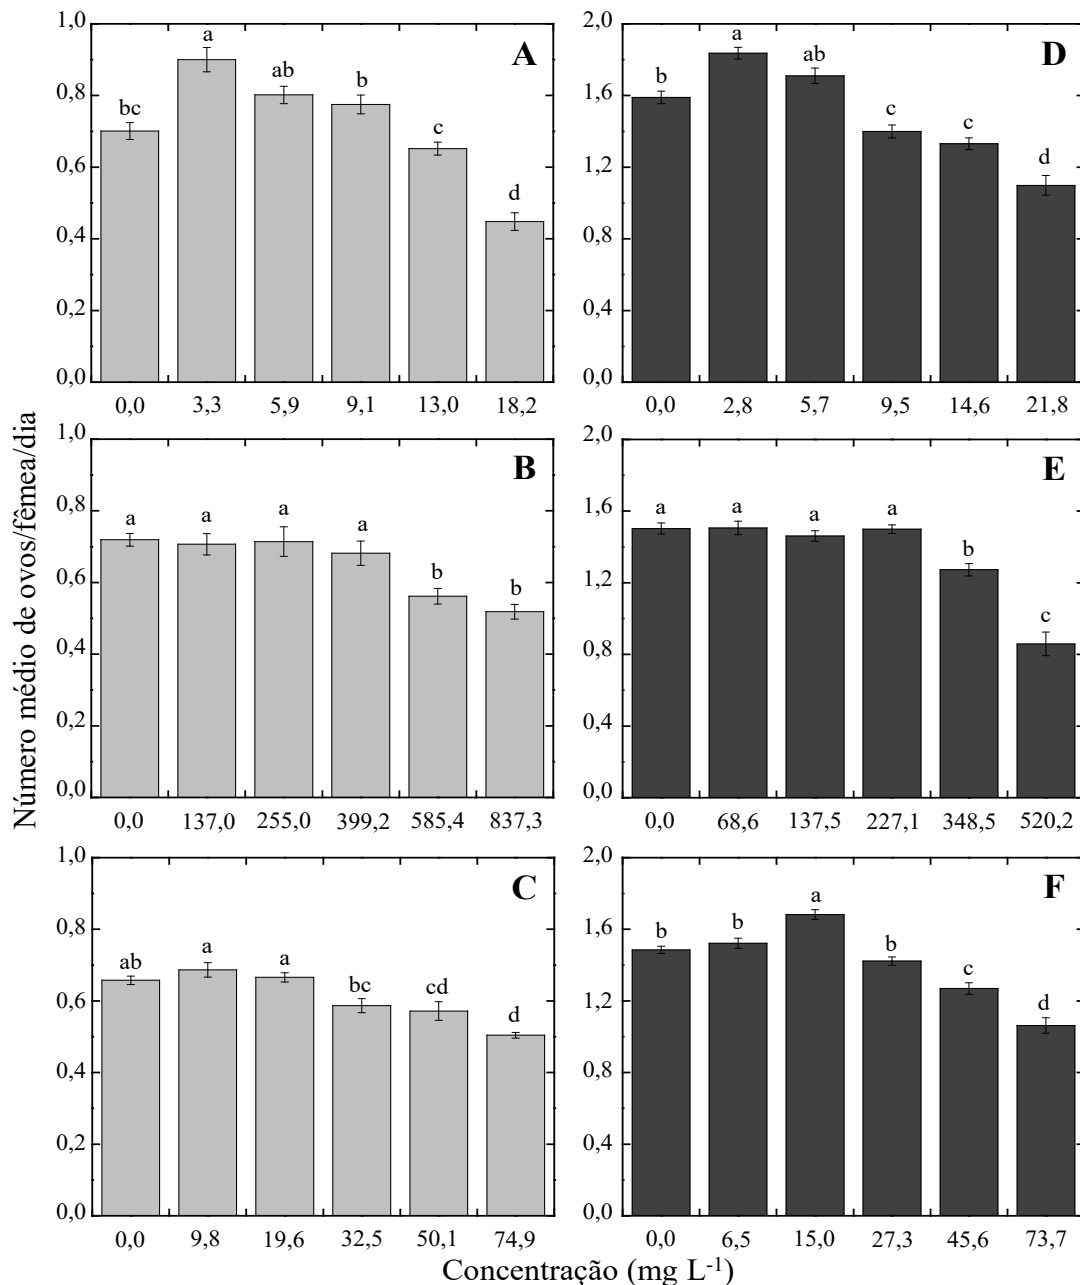 Número médio de ovos/fêmea/dia
1,0
0,8
0,6
0,4
0,2
0,0
A
bc
a
ab
b
c
d
0,0 3,3 5,9 9,1 13,0 18,2
2,0
1,6
1,2
0,8
0,4
0,0
D
b
a
ab
c
c
d
0,0 2,8 5,7 9,5 14,6 21,8
1,0
0,8
0,6
0,4
0,2
0,0
B
a
a
a
a
b
b
0,0 137,0 255,0 399,2 585,4 837,3
2,0
1,6
1,2
0,8
0,4
0,0
E
a
a
a
a
b
c
0,0 68,6 137,5 227,1 348,5 520,2
1,0
0,8
0,6
0,4
0,2
0,0
C
ab
a
a
bc
cd
d
0,0 9,8 19,6 32,5 50,1 74,9
2,0
1,6
1,2
0,8
0,4
0,0
F
b
b
a
b
c
d
0,0 6,5 15,0 27,3 45,6 73,7
Concentração (mg L⁻¹)